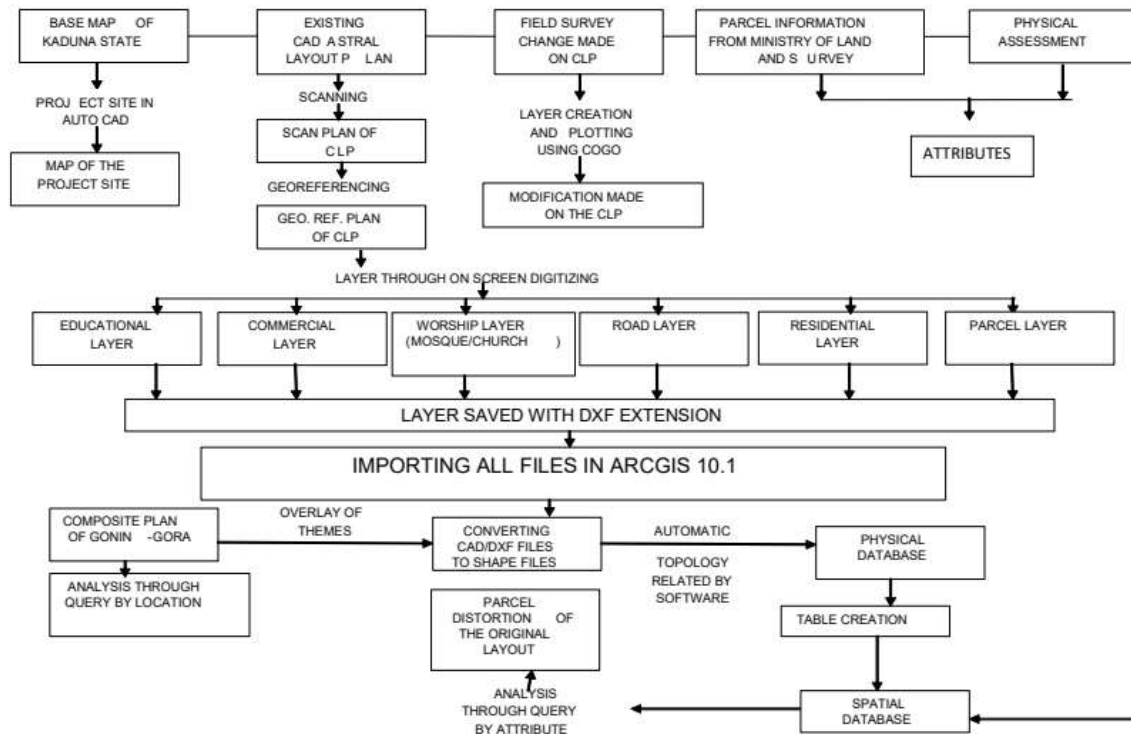 BASE MAP OF
KADUNA STATE
EXISTING
CAD A STRAL
LAYOUT P LAN
FIELD SURVEY
CHANGE MADE
ON CLP
PARCEL INFORMATION
FROM MINISTRY OF LAND
AND S URVEY
PHYSICAL
ASSESSMENT
PROJ ECT SITE IN
AUTO CAD
SCANNING
LAYER CREATION
AND PLOTTING
USING COGO
MAP OF THE
PROJECT SITE
SCAN PLAN OF
CLP
ATTRIBUTES
GEOREFERENCING
MODIFICATION MADE
ON THE CLP
GEO. REF. PLAN
OF CLP
LAYER THROUGH ON SCREEN DIGITIZING
EDUCATIONAL
LAYER
COMMERCIAL
LAYER
WORSHIP LAYER
(MOSQUE/CHURCH )
ROAD LAYER
RESIDENTIAL
LAYER
PARCEL LAYER
LAYER SAVED WITH DXF EXTENSION
IMPORTING ALL FILES IN ARCGIS 10.1
COMPOSITE PLAN
OF GONIN -GORA
OVERLAY OF
THEMES
CONVERTING
CAD/DXF FILES
TO SHAPE FILES
AUTOMATIC
TOPOLOGY
RELATED BY
SOFTWARE
PHYSICAL
DATABASE
ANALYSIS THROUGH
QUERY BY LOCATION
PARCEL
DISTORTION OF
THE ORIGINAL
LAYOUT
TABLE CREATION
ANALYSIS
THROUGH QUERY
BY ATTRIBUTE
SPATIAL
DATABASE